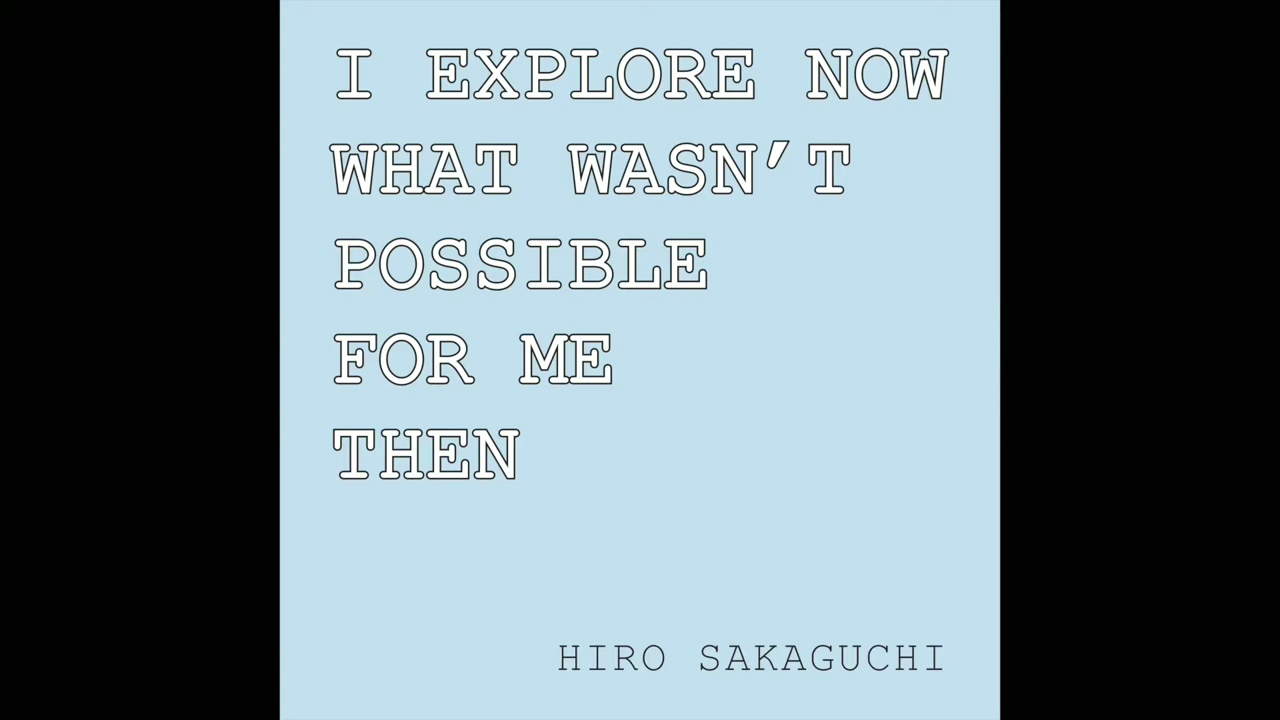 I EXPLORE NOW
WHAT WASN’T
POSSIBLE
FOR ME
THEN
HIRO SAKAGUCHI